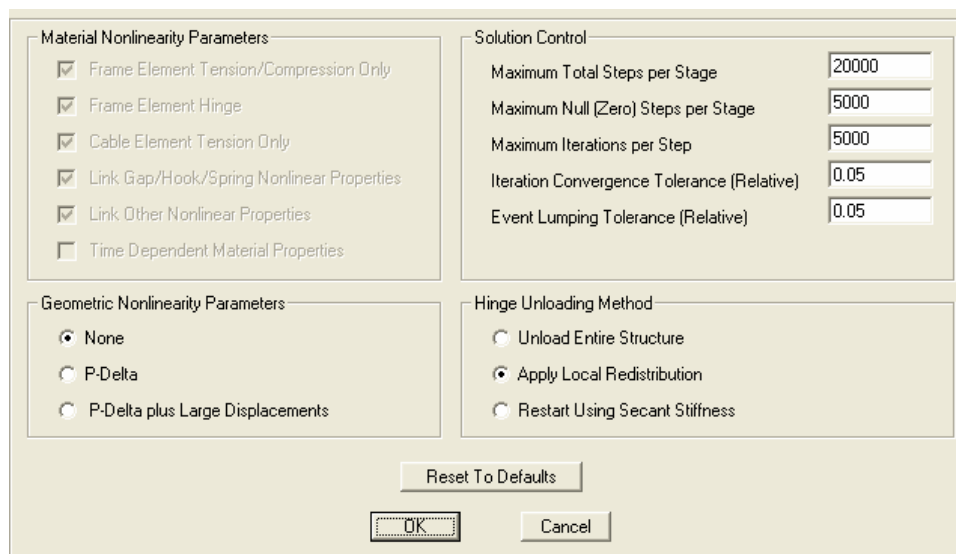 Material Nonlinearity Parameters
Frame Element Tension/Compression Only
Frame Element Hinge
Cable Element Tension Only
Link Gap/Hook/Spring Nonlinear Properties
Link Other Nonlinear Properties
Time Dependent Material Properties
Solution Control
Maximum Total Steps per Stage 20000
Maximum Null (Zero) Steps per Stage 5000
Maximum Iterations per Step 5000
Iteration Convergence Tolerance (Relative) 0.05
Event Lumping Tolerance (Relative) 0.05
Geometric Nonlinearity Parameters
None
P-Delta
P-Delta plus Large Displacements
Hinge Unloading Method
Unload Entire Structure
Apply Local Redistribution
Restart Using Secant Stiffness
Reset To Defaults
OK Cancel